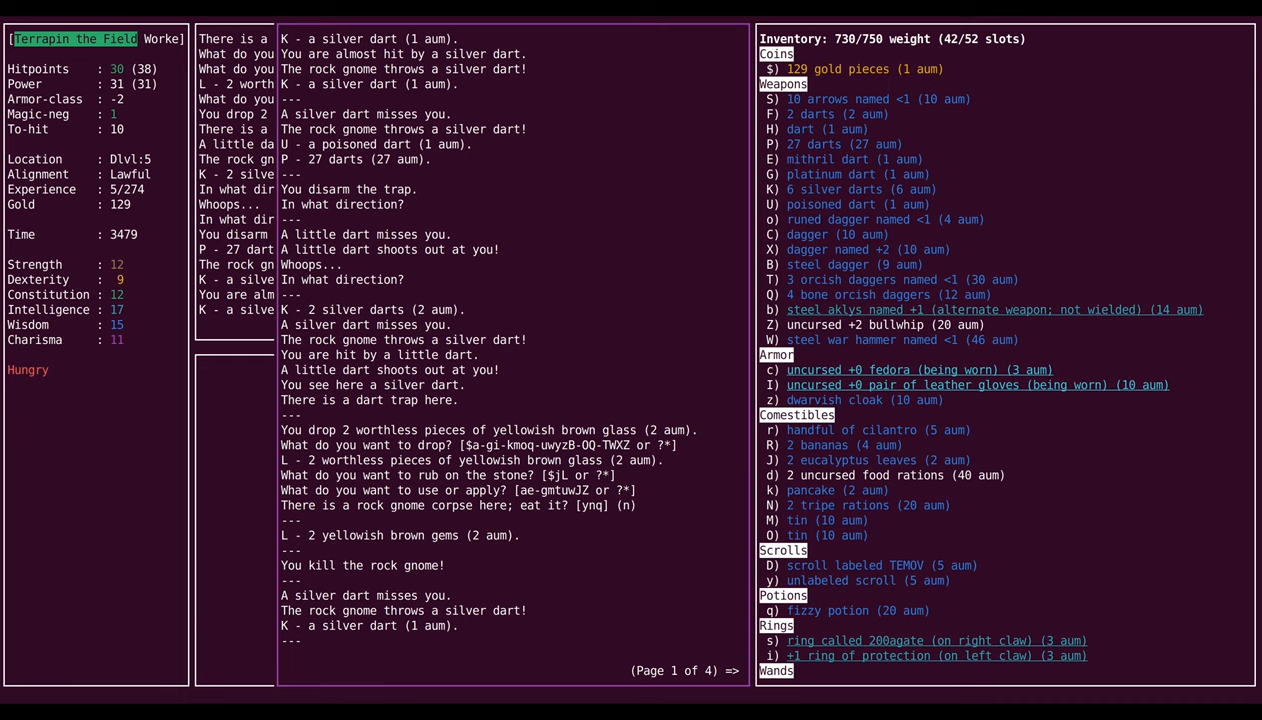 [Terrapin the Field Worke]
Hitpoints : 30 (38)
Power : 31 (31)
Armor-class : -2
Magic-neg : 1
To-hit : 10
Location : Dlvl:5
Alignment : Lawful
Experience : 5/274
Gold : 129
Time : 3479
Strength : 12
Dexterity : 9
Constitution : 12
Intelligence : 17
Wisdom : 15
Charisma : 11
Hungry
There is a
What do you
What do you
L - 2 worth
What do you
You drop 2
There is a
A little da
The rock gn
K - 2 silve
In what dir
Whoops...
In what dir
You disarm
P - 27 dart
The rock gn
K - a silve
You are alm
K - a silve
K - a silver dart (1 aum).
You are almost hit by a silver dart.
The rock gnome throws a silver dart!
K - a silver dart (1 aum).
---
A silver dart misses you.
The rock gnome throws a silver dart!
U - a poisoned dart (1 aum).
P - 27 darts (27 aum).
---
You disarm the trap.
In what direction?
---
A little dart misses you.
A little dart shoots out at you!
Whoops...
In what direction?
---
K - 2 silver darts (2 aum).
A silver dart misses you.
The rock gnome throws a silver dart!
You are hit by a little dart.
A little dart shoots out at you!
You see here a silver dart.
There is a dart trap here.
---
You drop 2 worthless pieces of yellowish brown glass (2 aum).
What do you want to drop? [$a-gi-kmoq-uwyzB-OQ-TWXZ or ?*]
L - 2 worthless pieces of yellowish brown glass (2 aum).
What do you want to rub on the stone? [$jL or ?*]
What do you want to use or apply? [ae-gmtuwJZ or ?*]
There is a rock gnome corpse here; eat it? [ynq] (n)
---
L - 2 yellowish brown gems (2 aum).
---
You kill the rock gnome!
---
A silver dart misses you.
The rock gnome throws a silver dart!
K - a silver dart (1 aum).
---
(Page 1 of 4) =>
Inventory: 730/750 weight (42/52 slots)
Coins
$) 129 gold pieces (1 aum)
Weapons
S) 10 arrows named <1 (10 aum)
F) 2 darts (2 aum)
H) dart (1 aum)
P) 27 darts (27 aum)
E) mithril dart (1 aum)
G) platinum dart (1 aum)
K) 6 silver darts (6 aum)
U) poisoned dart (1 aum)
o) runed dagger named <1 (4 aum)
C) dagger (10 aum)
X) dagger named +2 (10 aum)
B) steel dagger (9 aum)
T) 3 orcish daggers named <1 (30 aum)
Q) 4 bone orcish daggers (12 aum)
b) steel aklys named +1 (alternate weapon; not wielded) (14 aum)
Z) uncursed +2 bullwhip (20 aum)
W) steel war hammer named <1 (46 aum)
Armor
c) uncursed +0 fedora (being worn) (3 aum)
I) uncursed +0 pair of leather gloves (being worn) (10 aum)
z) dwarvish cloak (10 aum)
Comestibles
r) handful of cilantro (5 aum)
R) 2 bananas (4 aum)
J) 2 eucalyptus leaves (2 aum)
d) 2 uncursed food rations (40 aum)
k) pancake (2 aum)
N) 2 tripe rations (20 aum)
M) tin (10 aum)
O) tin (10 aum)
Scrolls
D) scroll labeled TEMOV (5 aum)
y) unlabeled scroll (5 aum)
Potions
q) fizzy potion (20 aum)
Rings
s) ring called 200agate (on right claw) (3 aum)
i) +1 ring of protection (on left claw) (3 aum)
Wands